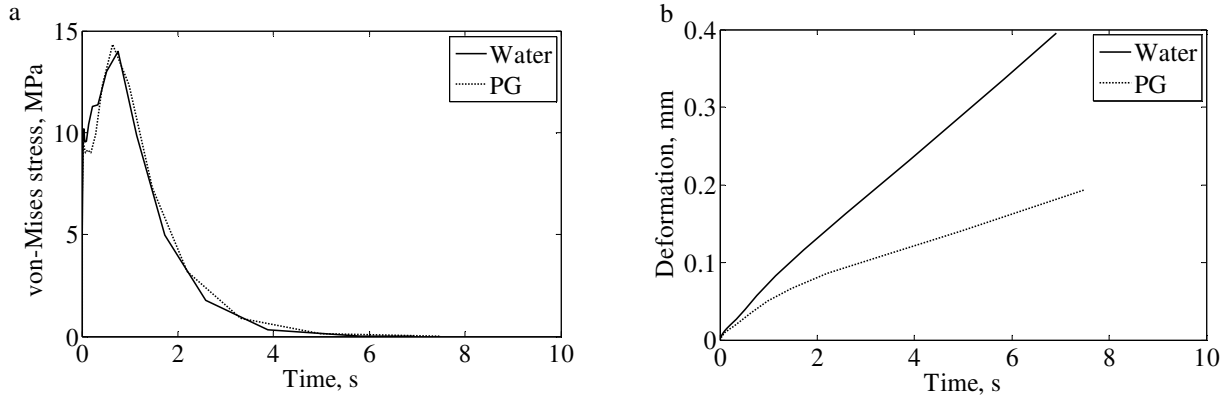 a
von-Mises stress, MPa
15
10
5
0
0 2 4 6 8 10
Time, s
Water
PG
b
Deformation, mm
0.4
0.3
0.2
0.1
0
0 2 4 6 8 10
Time, s
Water
PG